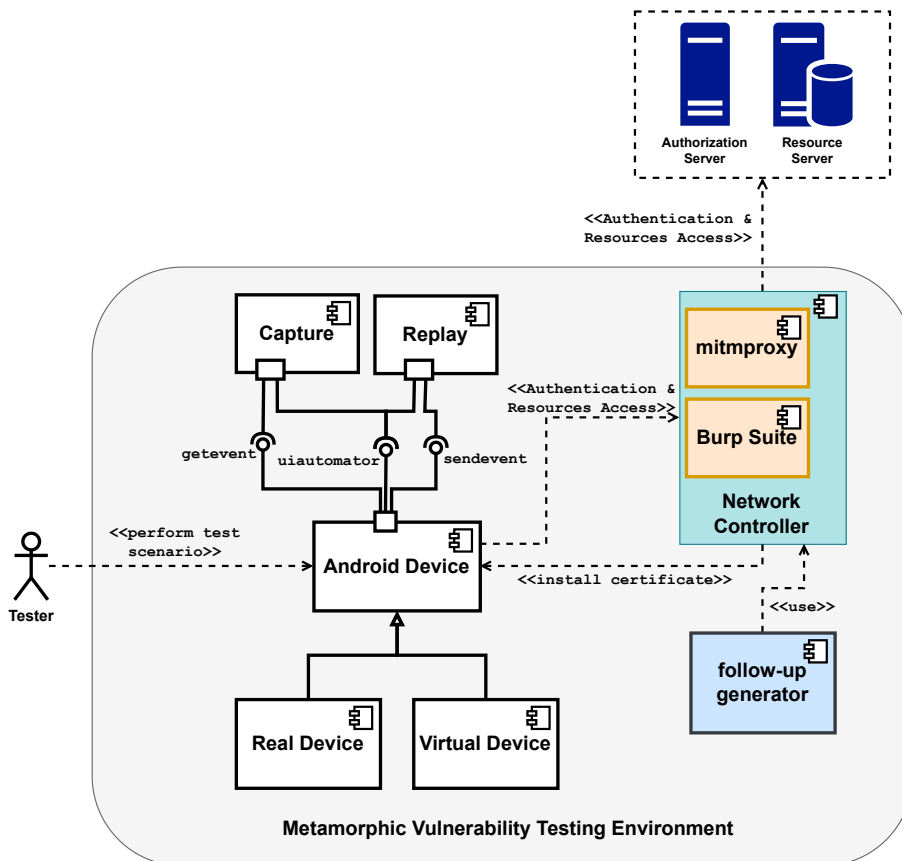 Authorization
Server
Resource
Server
<<Authentication &
Resources Access>>
Capture
Replay
mitmproxy
<<Authentication &
Resources Access>>
Burp Suite
getevent
uiautomator
sendevent
Network
Controller
<<perform test
scenario>>
Android Device
<<install certificate>>
Tester
<<use>>
follow-up
generator
Real Device
Virtual Device
Metamorphic Vulnerability Testing Environment